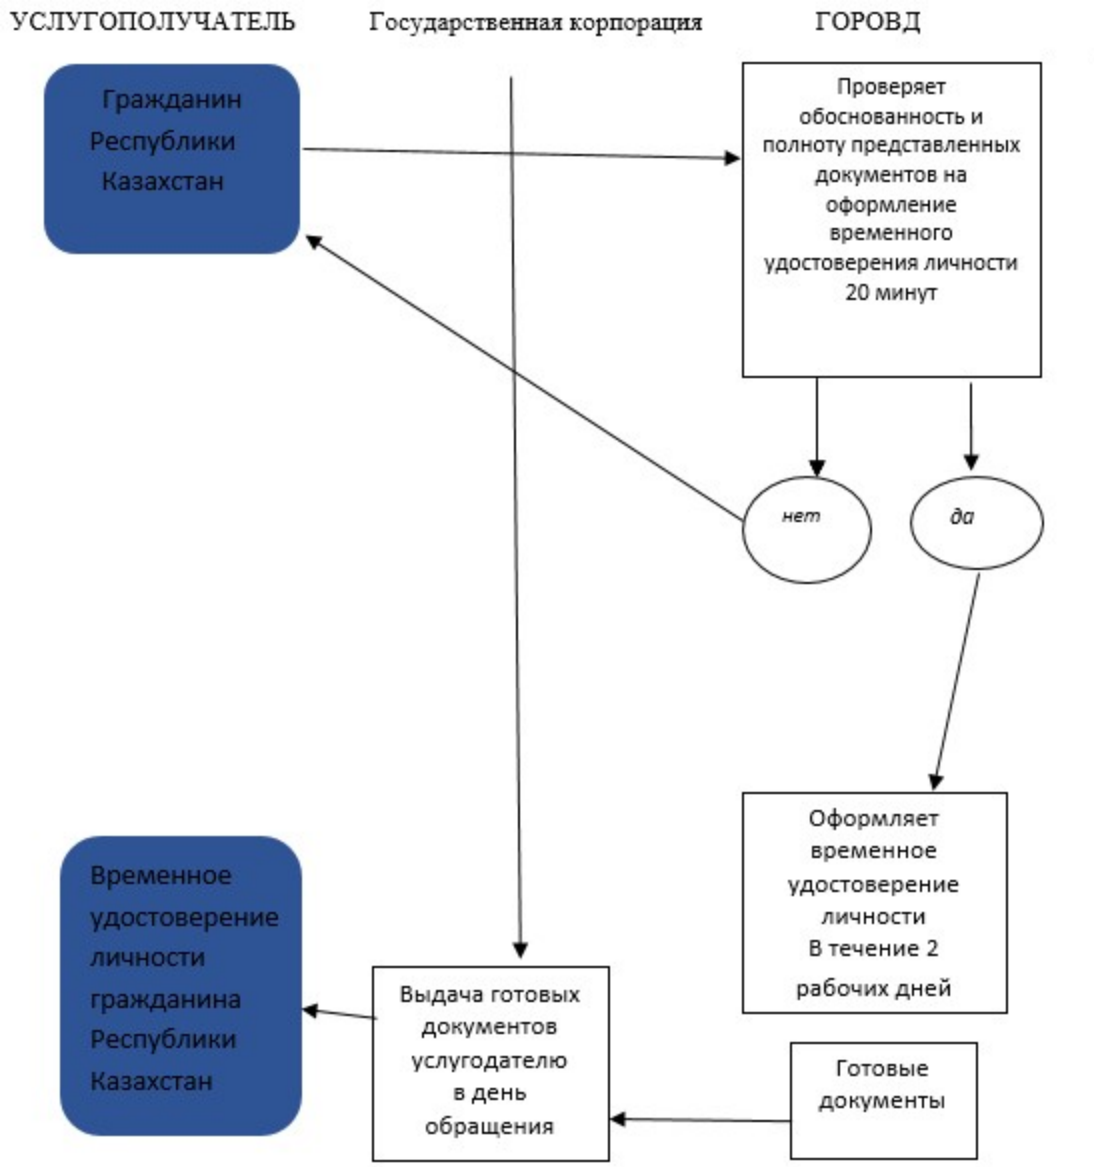 УСЛУГОПОЛУЧАТЕЛЬ
Государственная корпорация
ГОРОВД
Гражданин
Республики
Казахстан
Проверяет
обоснованность и
полноту представленных
документов на
оформление
временного
удостоверения личности
20 минут
нет
да
Оформляет
временное
удостоверение
личности
В течение 2
рабочих дней
Временное
удостоверение
личности
гражданина
Республики
Казахстан
Выдача готовых
документов
услугодателю
в день
обращения
Готовые
документы